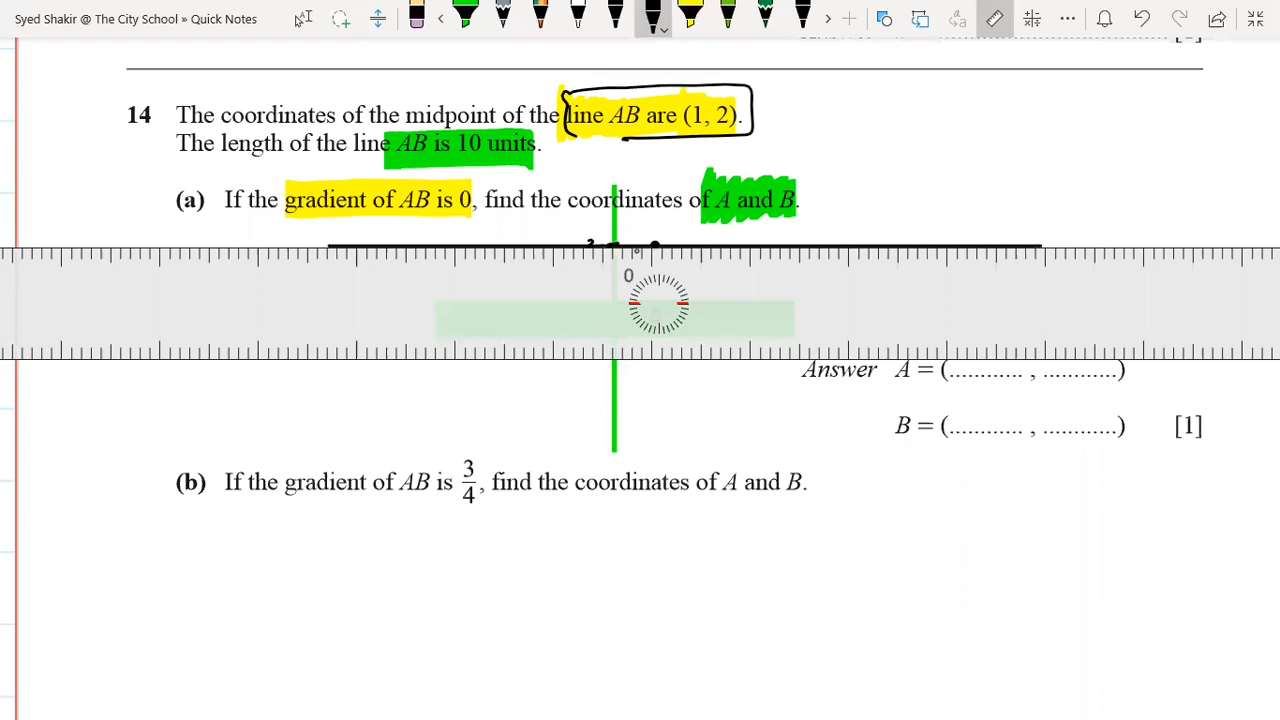 Syed Shakir @ The City School » Quick Notes
14 The coordinates of the midpoint of the line AB are (1, 2).
The length of the line AB is 10 units.
(a) If the gradient of AB is 0, find the coordinates of A and B.
0
Answer A = (............ , ............)
B = (............ , ............) [1]
(b) If the gradient of AB is 3/4, find the coordinates of A and B.